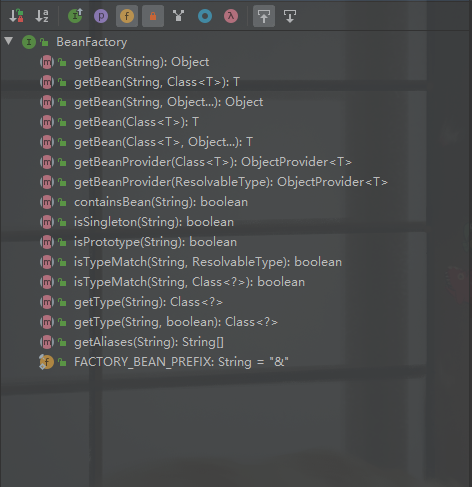 BeanFactory
getBean(String): Object
getBean(String, Class<T>): T
getBean(String, Object...): Object
getBean(Class<T>): T
getBean(Class<T>, Object...): T
getBeanProvider(Class<T>): ObjectProvider<T>
getBeanProvider(ResolvableType): ObjectProvider<T>
containsBean(String): boolean
isSingleton(String): boolean
isPrototype(String): boolean
isTypeMatch(String, ResolvableType): boolean
isTypeMatch(String, Class<?>): boolean
getType(String): Class<?>
getType(String, boolean): Class<?>
getAliases(String): String[]
FACTORY_BEAN_PREFIX: String = "&"